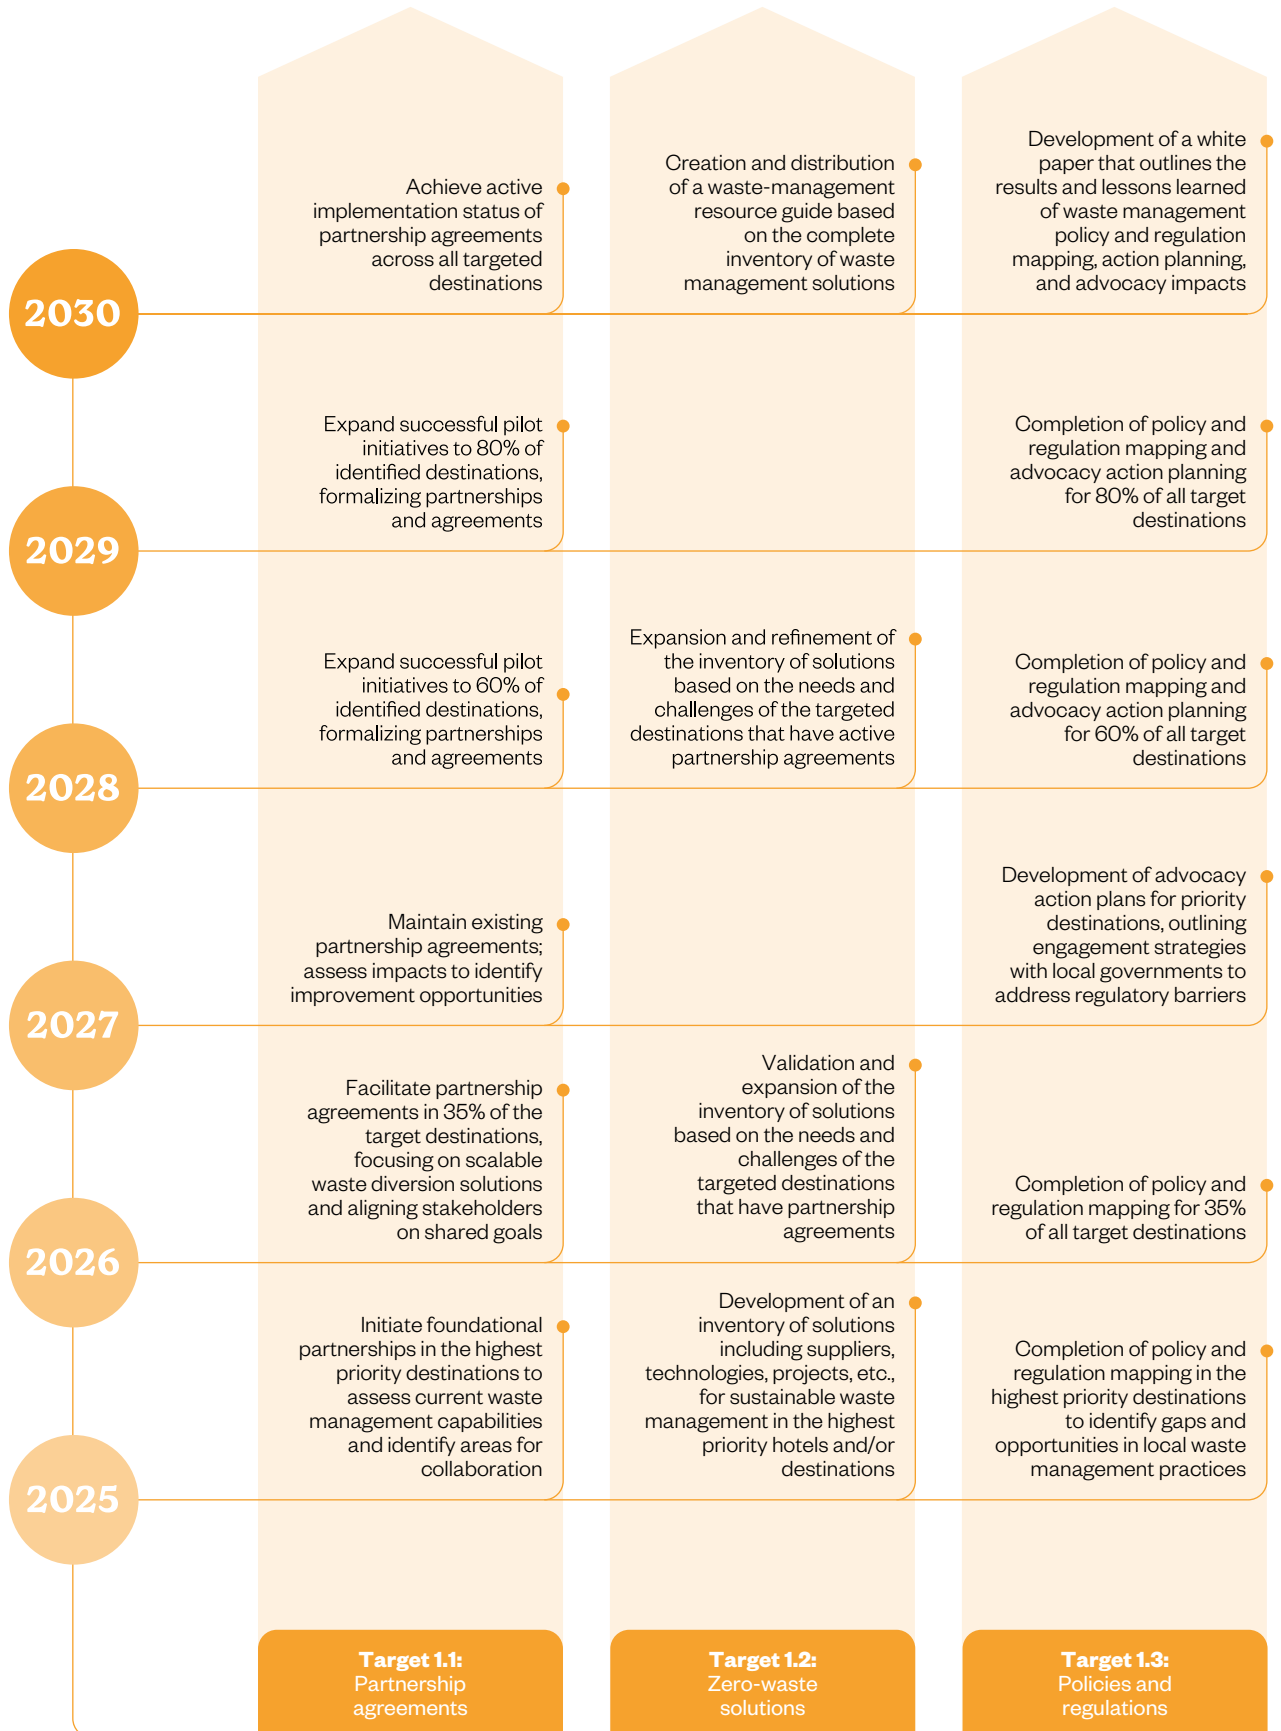 2030
Achieve active
implementation status of
partnership agreements
across all targeted
destinations
Creation and distribution
of a waste-management
resource guide based
on the complete
inventory of waste
management solutions
Development of a white
paper that outlines the
results and lessons learned
of waste management
policy and regulation
mapping, action planning,
and advocacy impacts
2029
Expand successful pilot
initiatives to 80% of
identified destinations,
formalizing partnerships
and agreements
Completion of policy and
regulation mapping and
advocacy action planning
for 80% of all target
destinations
2028
Expand successful pilot
initiatives to 60% of
identified destinations,
formalizing partnerships
and agreements
Expansion and refinement of
the inventory of solutions
based on the needs and
challenges of the targeted
destinations that have active
partnership agreements
Completion of policy and
regulation mapping and
advocacy action planning
for 60% of all target
destinations
2027
Maintain existing
partnership agreements;
assess impacts to identify
improvement opportunities
Development of advocacy
action plans for priority
destinations, outlining
engagement strategies
with local governments to
address regulatory barriers
2026
Facilitate partnership
agreements in 35% of the
target destinations,
focusing on scalable
waste diversion solutions
and aligning stakeholders
on shared goals
Validation and
expansion of the
inventory of solutions
based on the needs and
challenges of the
targeted destinations
that have partnership
agreements
Completion of policy and
regulation mapping for 35%
of all target destinations
2025
Initiate foundational
partnerships in the highest
priority destinations to
assess current waste
management capabilities
and identify areas for
collaboration
Development of an
inventory of solutions
including suppliers,
technologies, projects, etc.,
for sustainable waste
management in the highest
priority hotels and/or
destinations
Completion of policy and
regulation mapping in the
highest priority destinations
to identify gaps and
opportunities in local waste
management practices
Target 1.1:
Partnership
agreements
Target 1.2:
Zero-waste
solutions
Target 1.3:
Policies and
regulations